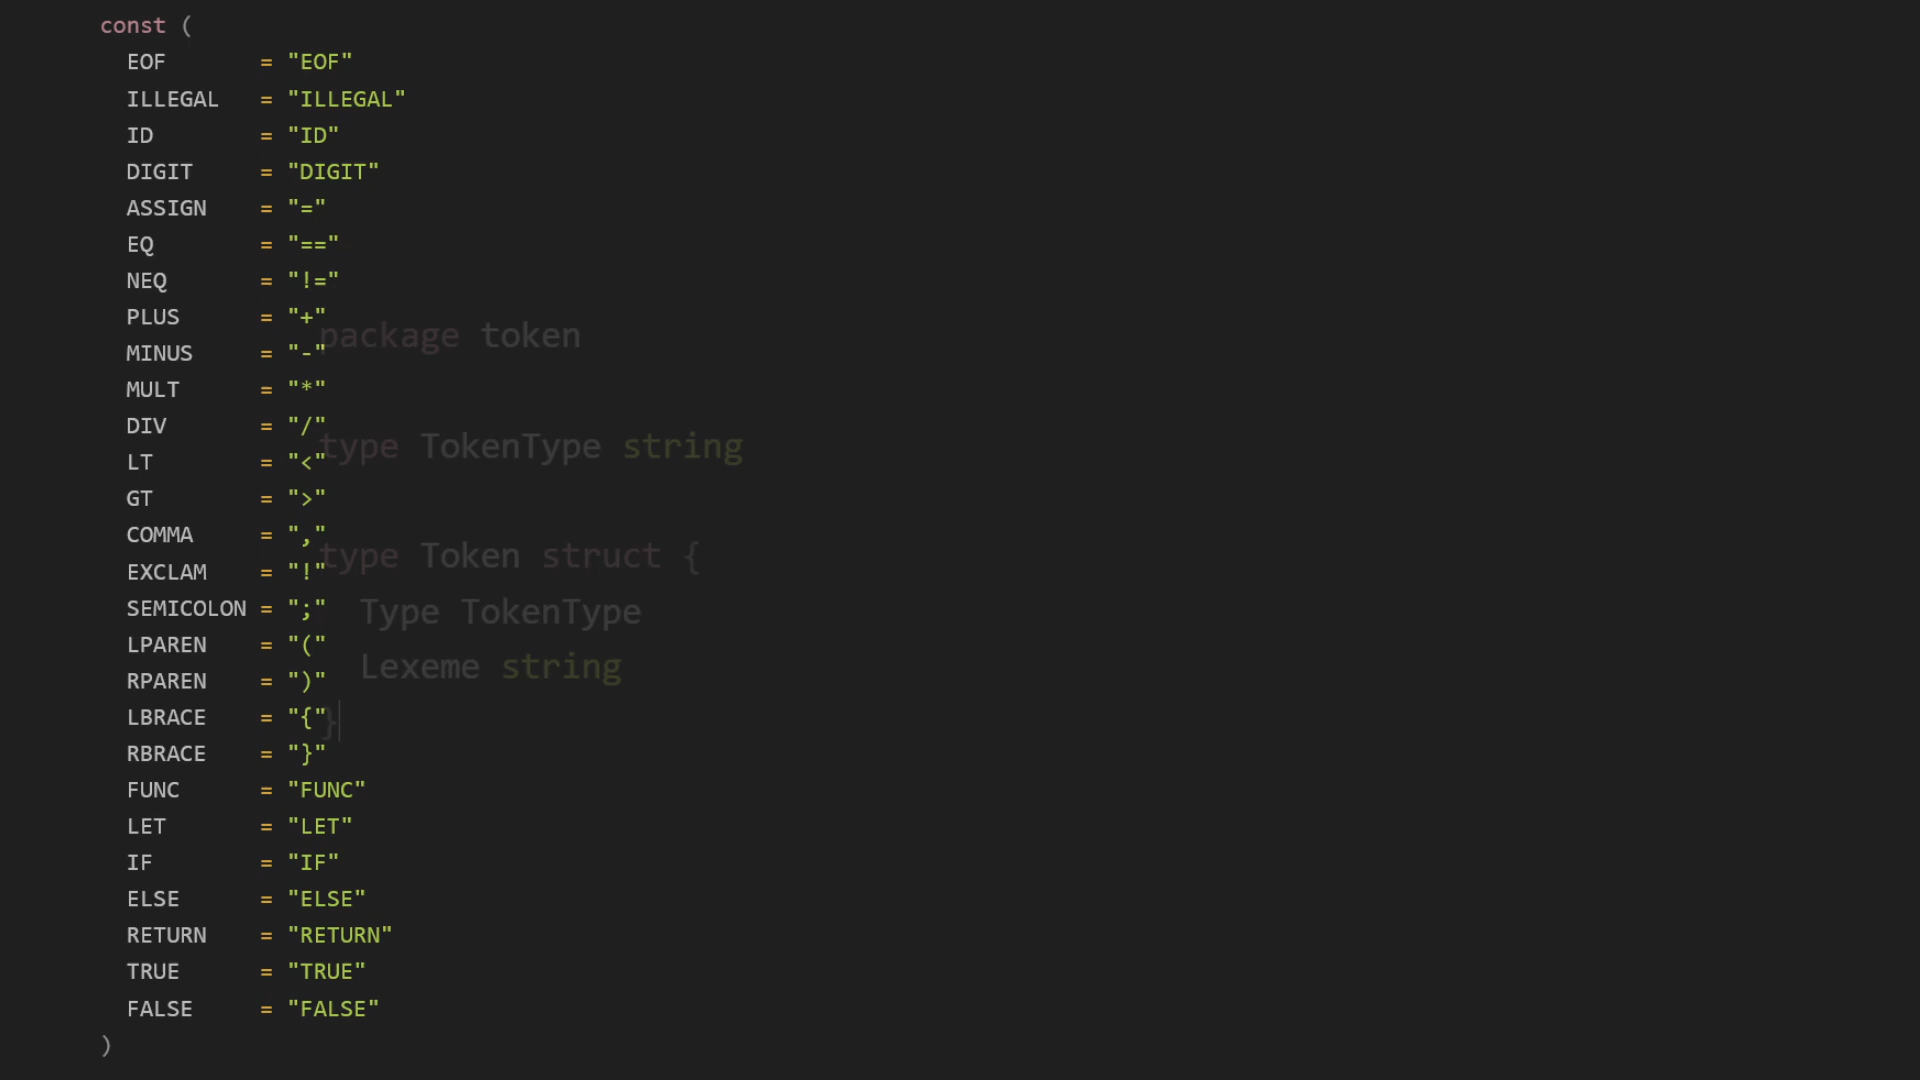 const (
  EOF       = "EOF"
  ILLEGAL   = "ILLEGAL"
  ID        = "ID"
  DIGIT     = "DIGIT"
  ASSIGN    = "="
  EQ        = "=="
  NEQ       = "!="
  PLUS      = "+"
  MINUS     = "-"
  MULT      = "*"
  DIV       = "/"
  LT        = "<"
  GT        = ">"
  COMMA     = ","
  EXCLAM    = "!"
  SEMICOLON = ";"
  LPAREN    = "("
  RPAREN    = ")"
  LBRACE    = "{"
  RBRACE    = "}"
  FUNC      = "FUNC"
  LET       = "LET"
  IF        = "IF"
  ELSE      = "ELSE"
  RETURN    = "RETURN"
  TRUE      = "TRUE"
  FALSE     = "FALSE"
)
package token
type TokenType string
type Token struct {
  Type TokenType
  Lexeme string
}